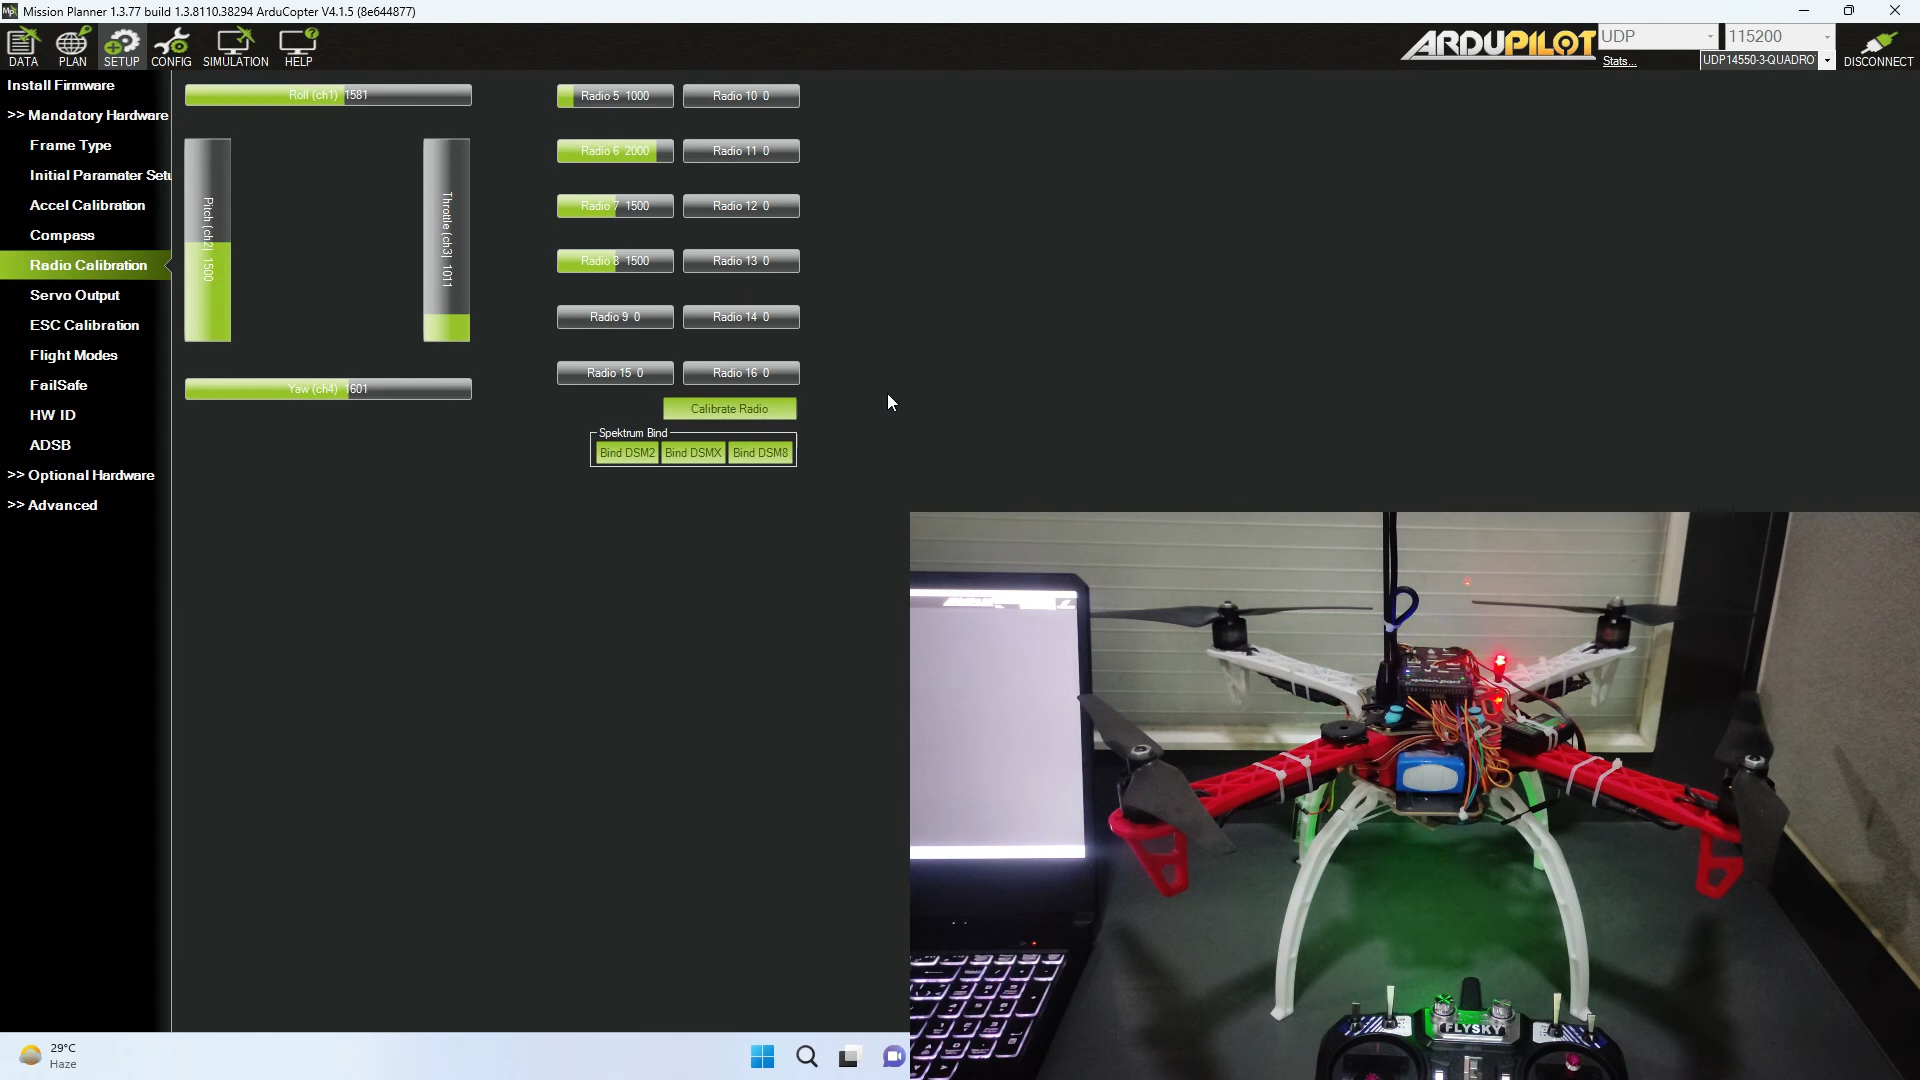 Mission Planner 1.3.77 build 1.3.8110.38294 ArduCopter V4.1.5 (8e644877)
DATA PLAN SETUP CONFIG SIMULATION HELP
ARDUPILOT
UDP 115200
Stats... UDP14550-3-QUADRO DISCONNECT
Install Firmware
>> Mandatory Hardware
Frame Type
Initial Paramater Setu
Accel Calibration
Compass
Radio Calibration
Servo Output
ESC Calibration
Flight Modes
FailSafe
HW ID
ADSB
>> Optional Hardware
>> Advanced
Roll (ch1) 1581
Pitch (ch2) 1500
Throttle (ch3) 1011
Yaw (ch4) 1601
Radio 5 1000 Radio 10 0
Radio 6 2000 Radio 11 0
Radio 7 1500 Radio 12 0
Radio 8 1500 Radio 13 0
Radio 9 0 Radio 14 0
Radio 15 0 Radio 16 0
Calibrate Radio
Spektrum Bind
Bind DSM2 Bind DSMX Bind DSM8
FLYSKY
29°C
Haze